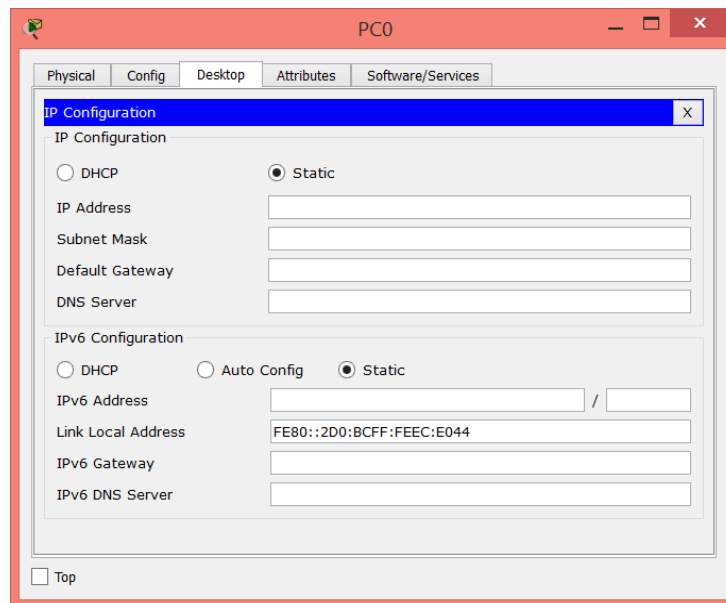 PC0
Physical Config Desktop Attributes Software/Services
IP Configuration X
IP Configuration
DHCP Static
IP Address
Subnet Mask
Default Gateway
DNS Server
IPv6 Configuration
DHCP Auto Config Static
IPv6 Address /
Link Local Address FE80::2D0:BCFF:FEEC:E044
IPv6 Gateway
IPv6 DNS Server
Top